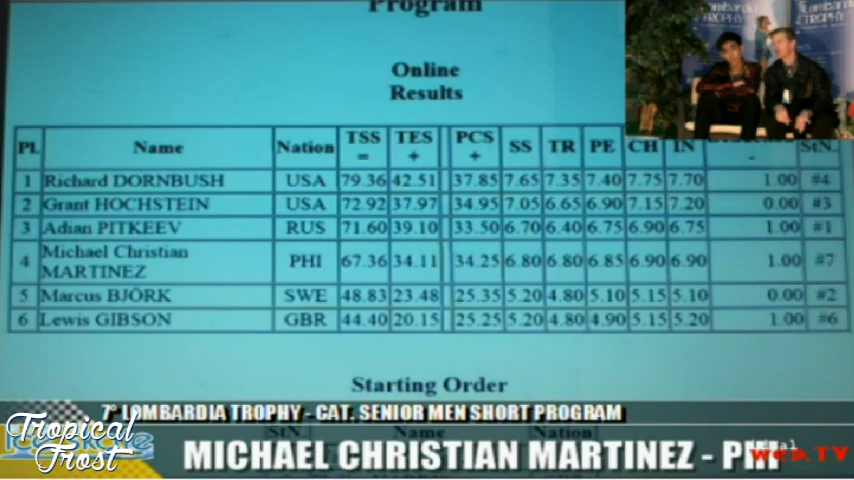 Program
Lombardia
TROPHY
Lombardia
TROPHY
Online
Results
PL Name Nation TSS = TES + PCS + SS TR PE CH IN - StN.
1 Richard DORNBUSH USA 79.36 42.51 37.85 7.65 7.35 7.40 7.75 7.70 1.00 #4
2 Grant HOCHSTEIN USA 72.92 37.97 34.95 7.05 6.65 6.90 7.15 7.20 0.00 #3
3 Adian PITKEEV RUS 71.60 39.10 33.50 6.70 6.40 6.75 6.90 6.75 1.00 #1
4 Michael Christian MARTINEZ PHI 67.36 34.11 34.25 6.80 6.80 6.85 6.90 6.90 1.00 #7
5 Marcus BJÖRK SWE 48.83 23.48 25.35 5.20 4.80 5.10 5.15 5.10 0.00 #2
6 Lewis GIBSON GBR 44.40 20.15 25.25 5.20 4.80 4.90 5.15 5.20 1.00 #6
Starting Order
7° LOMBARDIA TROPHY - CAT. SENIOR MEN SHORT PROGRAM
StN. Name Nation
Tropical
Frost
MICHAEL CHRISTIAN MARTINEZ - PHI
WEB.TV